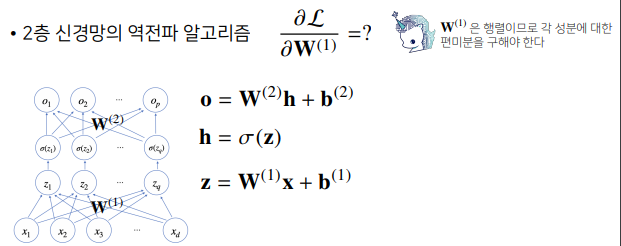 • 2층 신경망의 역전파 알고리즘
∂ℒ
∂W⁽¹⁾ =?
W⁽¹⁾ 은 행렬이므로 각 성분에 대한
편미분을 구해야 한다
o₁ o₂ ... oₚ
W⁽²⁾
σ(z₁) σ(z₂) ... σ(z_q)
z₁ z₂ ... z_q
W⁽¹⁾
x₁ x₂ x₃ ... x_d
o = W⁽²⁾h + b⁽²⁾
h = σ(z)
z = W⁽¹⁾x + b⁽¹⁾